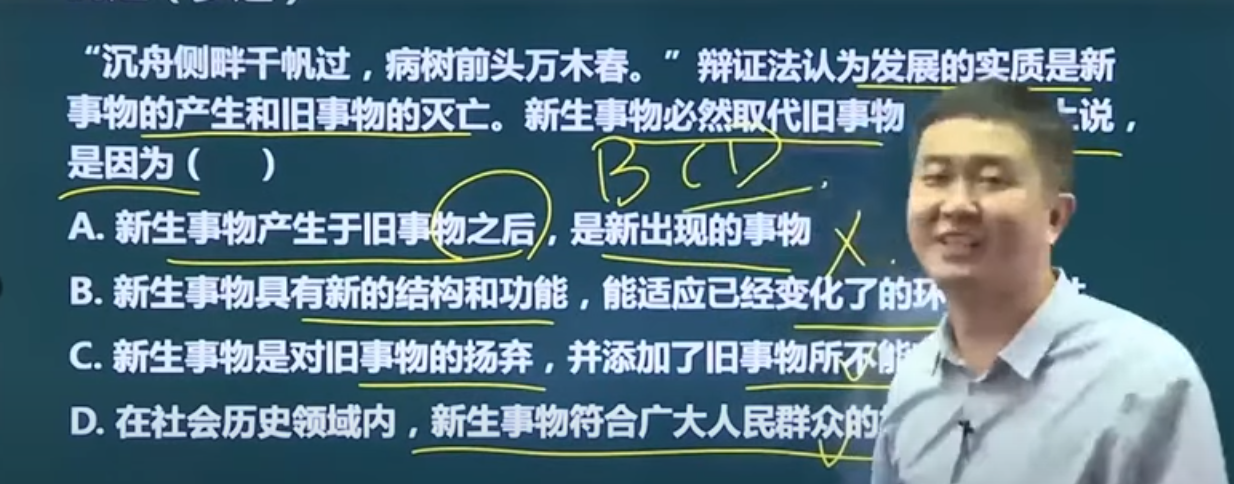 “沉舟侧畔千帆过，病树前头万木春。”辩证法认为发展的实质是新
事物的产生和旧事物的灭亡。新生事物必然取代旧事物 上说，
是因为（ ）
BCD
A. 新生事物产生于旧事物之后，是新出现的事物
B. 新生事物具有新的结构和功能，能适应已经变化了的环
C. 新生事物是对旧事物的扬弃，并添加了旧事物所不能
D. 在社会历史领域内，新生事物符合广大人民群众的